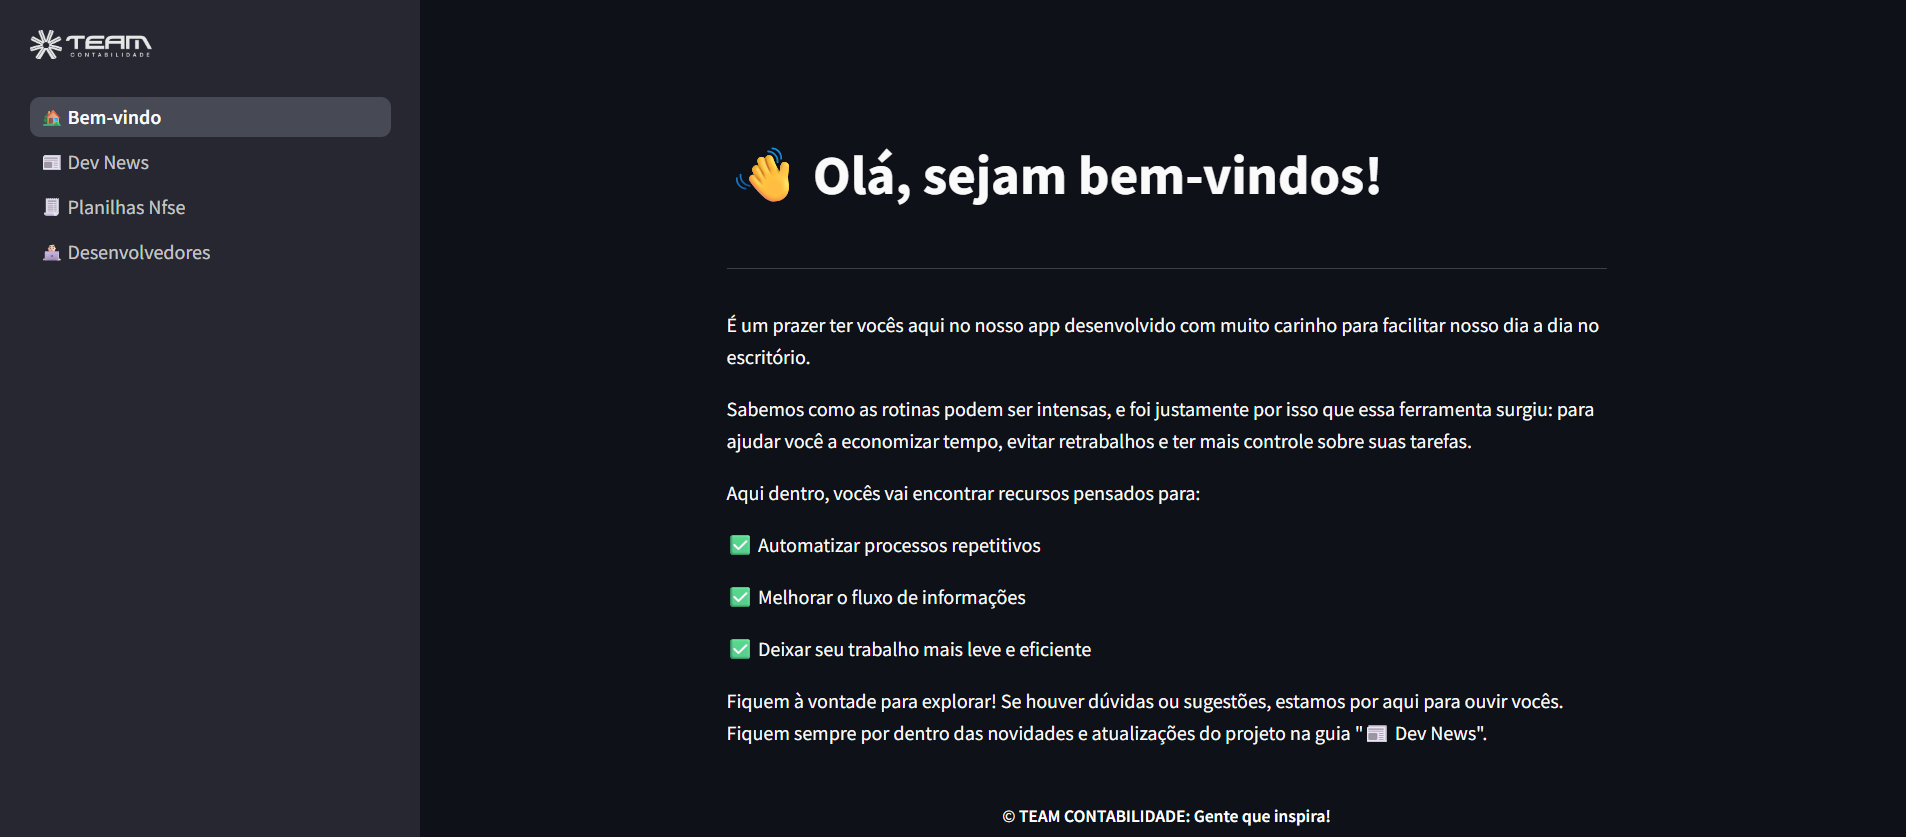 TEAM
CONTABILIDADE
Bem-vindo
Dev News
Planilhas Nfse
Desenvolvedores
👋 Olá, sejam bem-vindos!
É um prazer ter vocês aqui no nosso app desenvolvido com muito carinho para facilitar nosso dia a dia no
escritório.
Sabemos como as rotinas podem ser intensas, e foi justamente por isso que essa ferramenta surgiu: para
ajudar você a economizar tempo, evitar retrabalhos e ter mais controle sobre suas tarefas.
Aqui dentro, vocês vai encontrar recursos pensados para:
✅ Automatizar processos repetitivos
✅ Melhorar o fluxo de informações
✅ Deixar seu trabalho mais leve e eficiente
Fiquem à vontade para explorar! Se houver dúvidas ou sugestões, estamos por aqui para ouvir vocês.
Fiquem sempre por dentro das novidades e atualizações do projeto na guia "📰 Dev News".
© TEAM CONTABILIDADE: Gente que inspira!